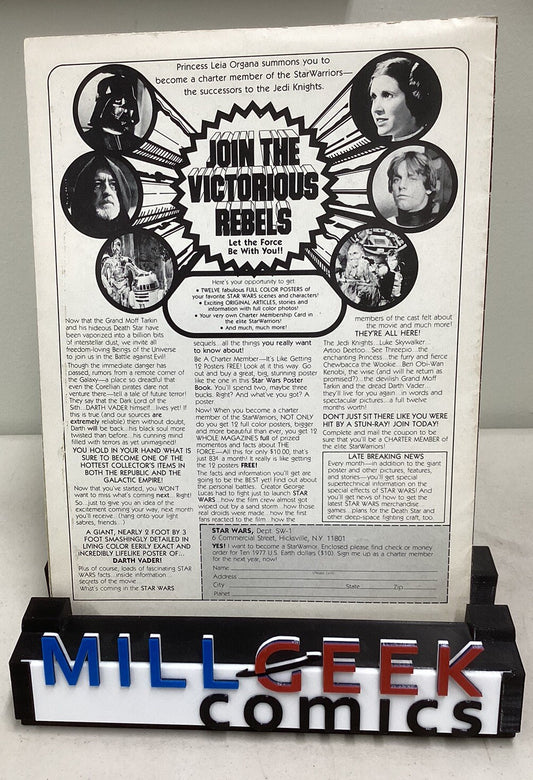 Princess Leia Organa summons you to
become a charter member of the StarWarriors—
the successors to the Jedi Knights.
JOIN THE
VICTORIOUS
REBELS
Let the Force
Be With You!!
Here's your opportunity to get
• TWELVE fabulous FULL COLOR POSTERS of
your favorite STAR WARS scenes and characters!
• Exciting ORIGINAL ARTICLES, stories and
information with full color photos!
• Your very own Charter Membership Card in
the elite StarWarriors!
• And much, much more!
Now that the Grand Moff Tarkin
and his hideous Death Star have
been vaporized into a billion bits
of interstellar dust, we invite all
freedom-loving Beings of the Universe
to join us in the Battle against Evil!
Though the immediate danger has
passed, rumors from a remote corner of
the Galaxy—a place so dreadful that
even the Corellian pirates dare not
venture there—tell a tale of future terror!
They say that the Dark Lord of the
Sith...DARTH VADER himself...lives yet! If
this is true (and our sources are
extremely reliable) then without doubt,
Darth will be back...his black soul more
twisted than before...his cunning mind
filled with terrors as yet unimagined!
YOU HOLD IN YOUR HAND WHAT IS
SURE TO BECOME ONE OF THE
HOTTEST COLLECTOR'S ITEMS IN
BOTH THE REPUBLIC AND THE
GALACTIC EMPIRE!
Now that you've started, you WON'T
want to miss what's coming next... Right!
So...just to give you an idea of the
excitement coming your way, next month
you'll receive...(hang onto your light
sabres, friends...)
A GIANT, NEARLY 2 FOOT BY 3
FOOT SMASHINGLY DETAILED IN
LIVING COLOR EERILY EXACT AND
INCREDIBLY LIFELIKE POSTER OF...
DARTH VADER!
Plus of course, loads of fascinating STAR
WARS facts...inside information...
secrets of the movie...
What's coming in the STAR WARS
sequels...all the things you really want
to know about!
Be A Charter Member—It's Like Getting
12 Posters FREE! Look at it this way. Go
out and buy a great, big, stunning poster
like the one in this Star Wars Poster
Book. You'll spend two, maybe three
bucks. Right? And what've you got? A
poster.
Now! When you become a charter
member of the StarWarriors, NOT ONLY
do you get 12 full color posters, bigger
and more beautiful than ever, you get 12
WHOLE MAGAZINES full of prized
momentos and facts about THE
FORCE—All this for only $10.00, that's
just 83¢ a month! It really is like getting
the 12 posters FREE!
The facts and information you'll get are
going to be the BEST yet! Find out about
the personal battles. Creator George
Lucas had to fight just to launch STAR
WARS...how the film crew almost got
wiped out by a sand storm...how those
real droids were made...how the first
fans reacted to the film...how the
members of the cast felt about
the movie and much more!
THEY'RE ALL HERE!
The Jedi Knights...Luke Skywalker...
Artoo Deetoo...See Threepio...the
enchanting Princess...the furry and fierce
Chewbacca the Wookie...Ben Obi-Wan
Kenobi, the wise (and will he return as
promised?)...the devilish Grand Moff
Tarkin and the dread Darth Vader...
they'll live for you again...in words and
spectacular pictures...a full twelve
months worth!
DON'T JUST SIT THERE LIKE YOU WERE
HIT BY A STUN-RAY! JOIN TODAY!
Complete and mail the coupon to be
sure that you'll be a CHARTER MEMBER of
the elite StarWarriors!
LATE BREAKING NEWS
Every month—in addition to the giant
poster and other pictures, features,
and stories—you'll get special
supertechnical information on the
special effects of STAR WARS! And
you'll get news of how to get the
latest STAR WARS merchandise...
games...plans for the Death Star and
other deep-space fighting craft, too.
STAR WARS, Dept. SW-1
6 Commercial Street, Hicksville, N.Y. 11801
YES! I want to become a StarWarrior. Enclosed please find check or money
order for Ten 1977 U.S. Earth dollars ($10). Sign me up as a charter member
for the next year, now!
Name
(Please print)
Address
City State Zip
Planet
MILLGEEK
comics